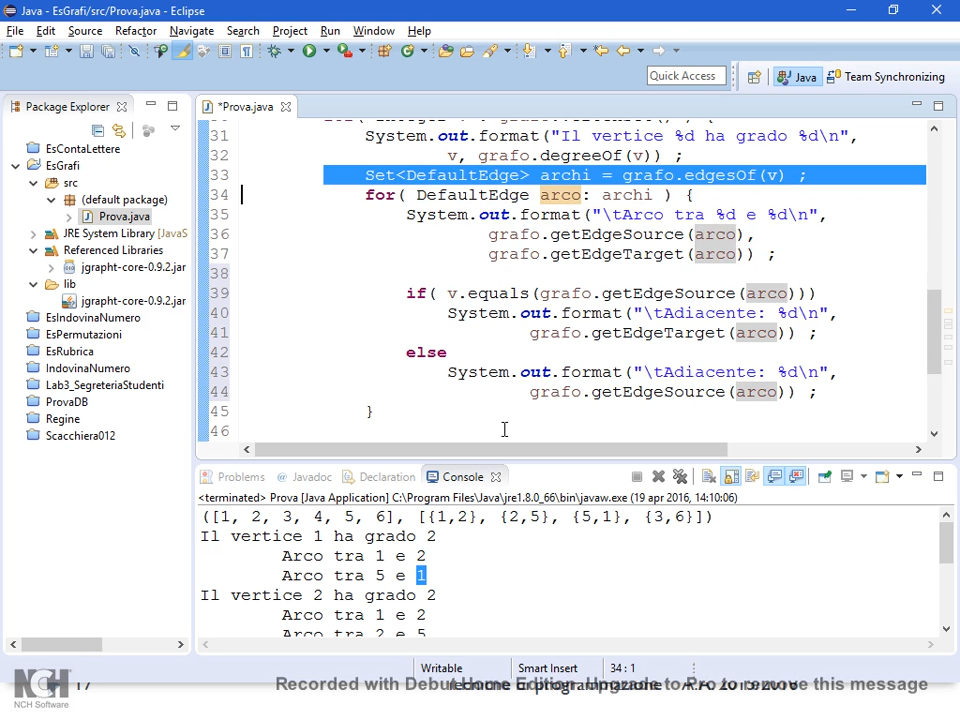 Java - EsGrafi/src/Prova.java - Eclipse
File Edit Source Refactor Navigate Search Project Run Window Help
Quick Access
Java
Team Synchronizing
Package Explorer
*Prova.java
EsContaLettere
EsGrafi
src
(default package)
Prova.java
JRE System Library [JavaS
Referenced Libraries
jgrapht-core-0.9.2.jar
lib
jgrapht-core-0.9.2.jar
EsIndovinaNumero
EsPermutazioni
EsRubrica
IndovinaNumero
Lab3_SegreteriaStudenti
ProvaDB
Regine
Scacchiera012
31 System.out.format("Il vertice %d ha grado %d\n",
32 v, grafo.degreeOf(v)) ;
33 Set<DefaultEdge> archi = grafo.edgesOf(v) ;
34 for( DefaultEdge arco: archi ) {
35 System.out.format("\tArco tra %d e %d\n",
36 grafo.getEdgeSource(arco),
37 grafo.getEdgeTarget(arco)) ;
38
39 if( v.equals(grafo.getEdgeSource(arco)))
40 System.out.format("\tAdiacente: %d\n",
41 grafo.getEdgeTarget(arco)) ;
42 else
43 System.out.format("\tAdiacente: %d\n",
44 grafo.getEdgeSource(arco)) ;
45 }
46
Problems Javadoc Declaration Console
<terminated> Prova [Java Application] C:\Program Files\Java\jre1.8.0_66\bin\javaw.exe (19 apr 2016, 14:10:06)
([1, 2, 3, 4, 5, 6], [{1,2}, {2,5}, {5,1}, {3,6}])
Il vertice 1 ha grado 2
Arco tra 1 e 2
Arco tra 5 e 1
Il vertice 2 ha grado 2
Arco tra 1 e 2
Arco tra 2 e 5
Writable
Smart Insert
34 : 1
NCH
NCH Software
17
Recorded with Debut Home Edition. Upgrade to Pro to remove this message